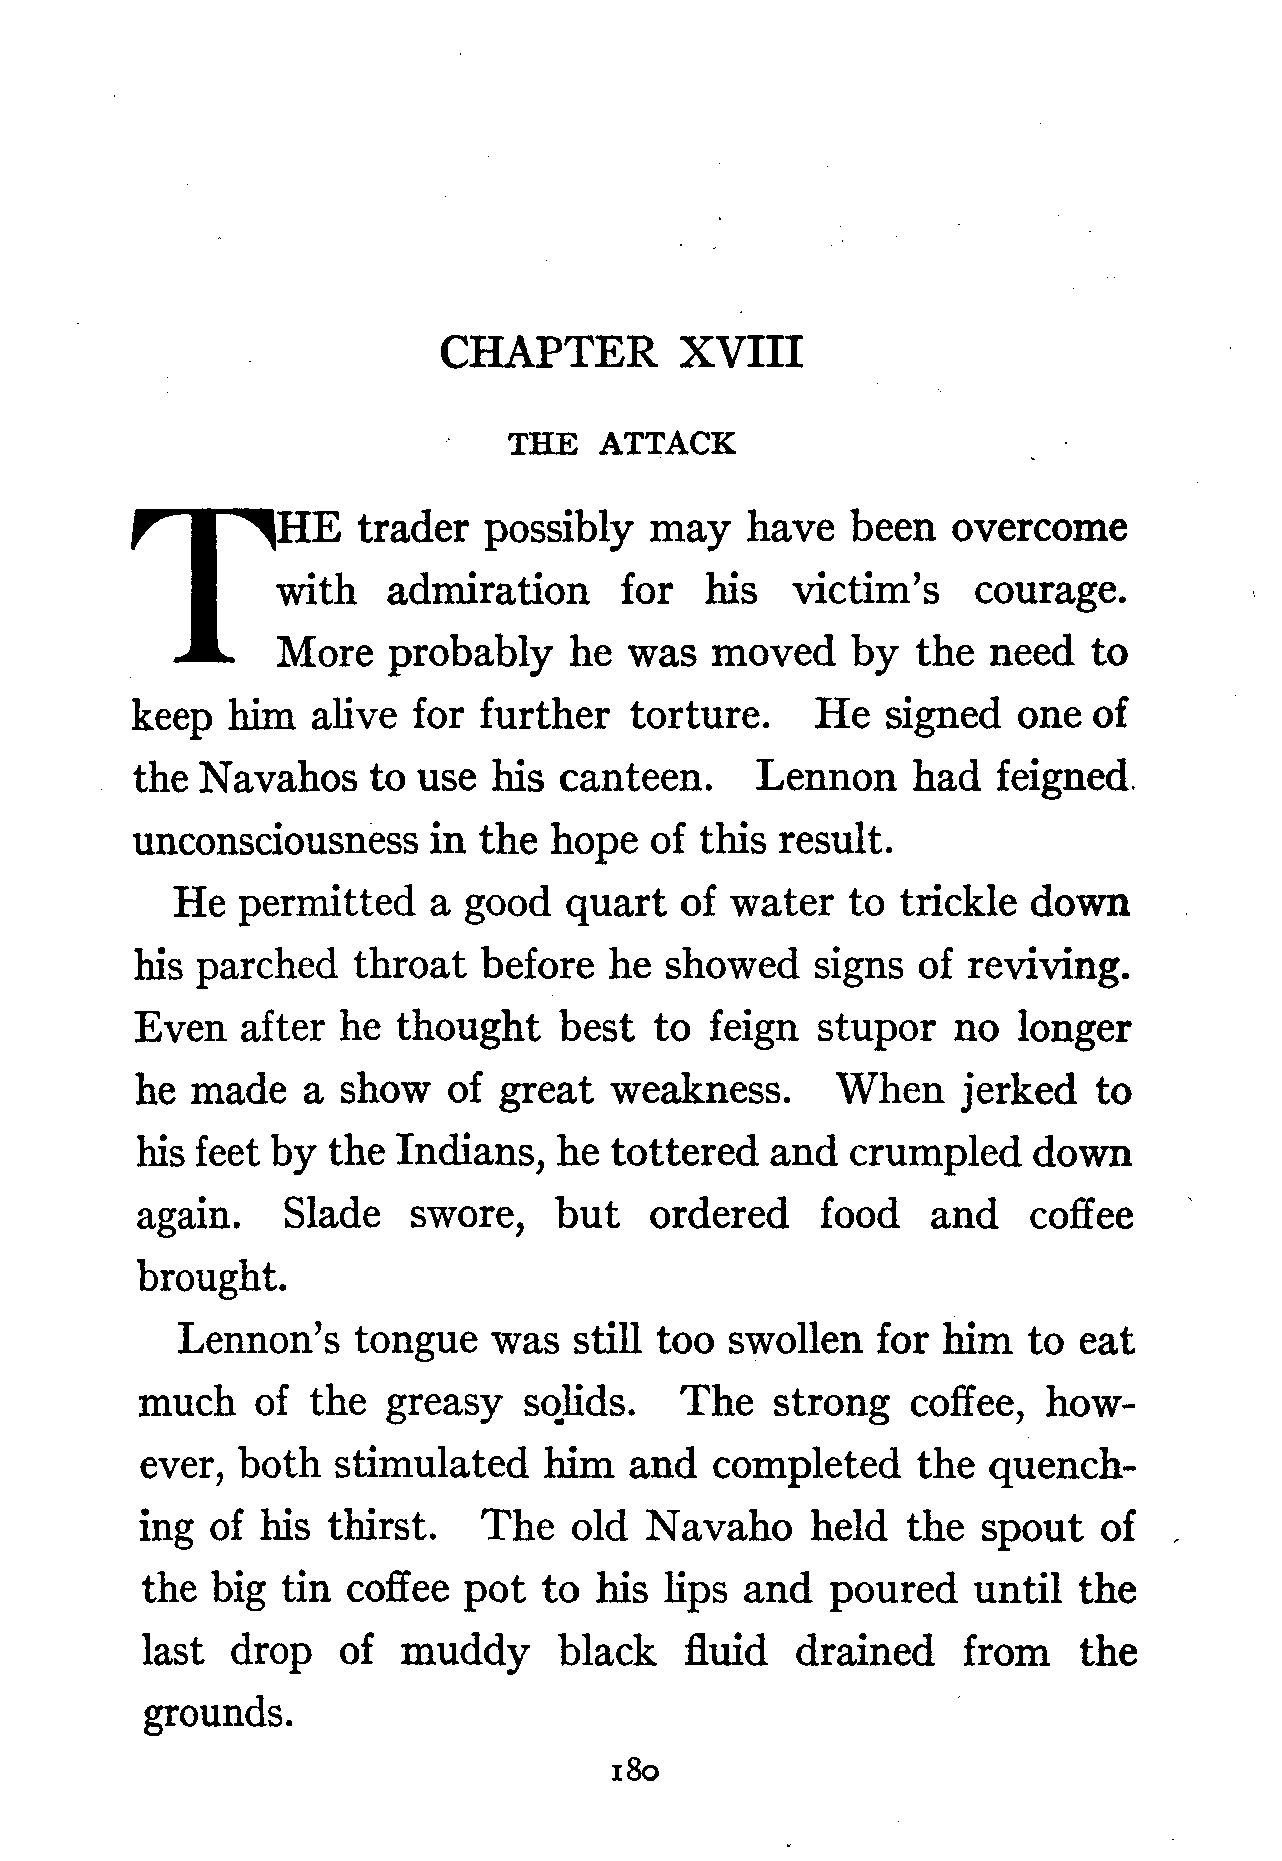 CHAPTER XVIII
THE ATTACK
THE trader possibly may have been overcome
with admiration for his victim's courage.
More probably he was moved by the need to
keep him alive for further torture. He signed one of
the Navahos to use his canteen. Lennon had feigned
unconsciousness in the hope of this result.
He permitted a good quart of water to trickle down
his parched throat before he showed signs of reviving.
Even after he thought best to feign stupor no longer
he made a show of great weakness. When jerked to
his feet by the Indians, he tottered and crumpled down
again. Slade swore, but ordered food and coffee
brought.
Lennon's tongue was still too swollen for him to eat
much of the greasy solids. The strong coffee, how-
ever, both stimulated him and completed the quench-
ing of his thirst. The old Navaho held the spout of
the big tin coffee pot to his lips and poured until the
last drop of muddy black fluid drained from the
grounds.
180